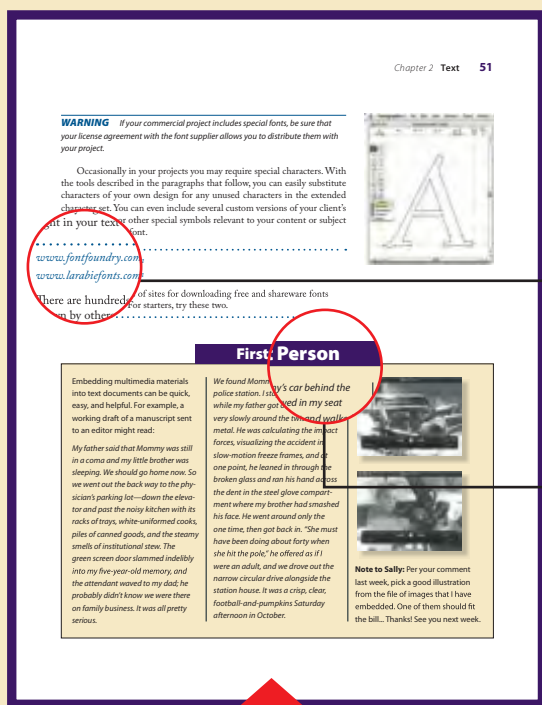 Chapter 2 Text 51
WARNING If your commercial project includes special fonts, be sure that
your license agreement with the font supplier allows you to distribute them with
your project.
Occasionally in your projects you may require special characters. With
the tools described in the paragraphs that follow, you can easily substitute
characters of your own design for any unused characters in the extended
character set. You can even include several custom versions of your client's
or other special symbols relevant to your content or subject
font.
in your text
www.fontfoundry.com
www.larabiefonts.com
There are hundreds of sites for downloading free and shareware fonts
by other For starters, try these two.
First Person
Embedding multimedia materials
into text documents can be quick,
easy, and helpful. For example, a
working draft of a manuscript sent
to an editor might read:
My father said that Mommy was still
in a coma and my little brother was
sleeping. We should go home now. So
we went out the back way to the phy-
sician's parking lot—down the eleva-
tor and past the noisy kitchen with its
racks of trays, white-uniformed cooks,
piles of canned goods, and the steamy
smells of institutional stew. The
green screen door slammed indelibly
into my five-year-old memory, and
the attendant waved to my dad; he
probably didn't know we were there
on family business. It was all pretty
serious.
We found Mommy's car behind the
police station. I in my seat
while my father got
very slowly around the and
metal. He was calculating the impact
forces, visualizing the accident in
slow-motion freeze frames, and at
one point, he leaned in through the
broken glass and ran his hand across
the dent in the steel glove compart-
ment where my brother had smashed
his face. He went around only the
one time, then got back in. "She must
have been doing about forty when
she hit the pole," he offered as if I
were an adult, and we drove out the
narrow circular drive alongside the
station house. It was a crisp, clear,
football-and-pumpkins Saturday
afternoon in October.
Note to Sally: Per your comment
last week, pick a good illustration
from the file of images that I have
embedded. One of them should fit
the bill... Thanks! See you next week.